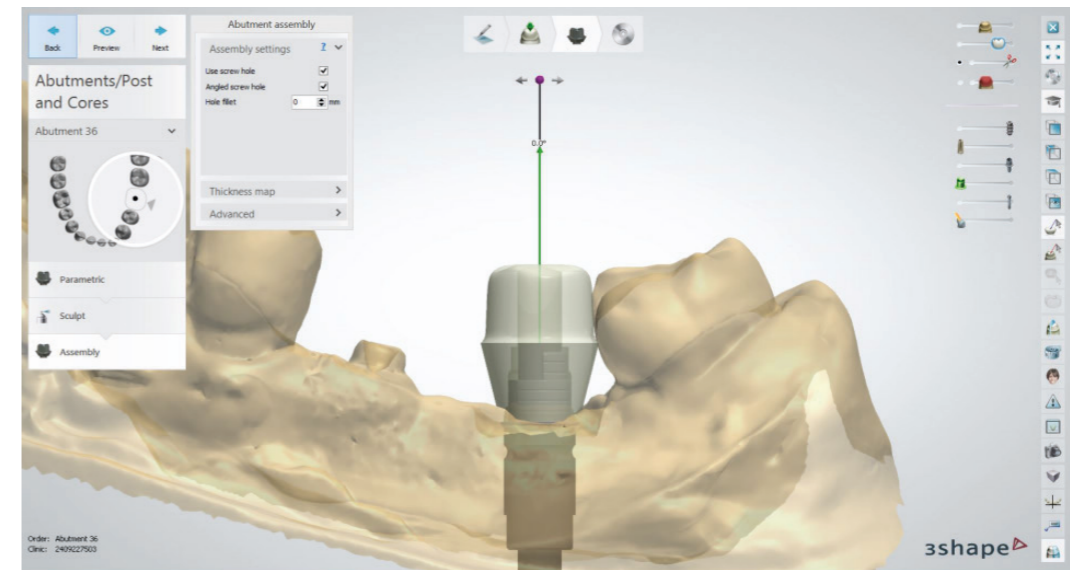 Back
Preview
Next
Abutments/Post
and Cores
Abutment 36
Parametric
Sculpt
Assembly
Abutment assembly
Assembly settings
?
Use screw hole
Angled screw hole
Hole fillet 0 mm
Thickness map
Advanced
0.0°
Order: Abutment 36
Clinic: 2409227503
3shape